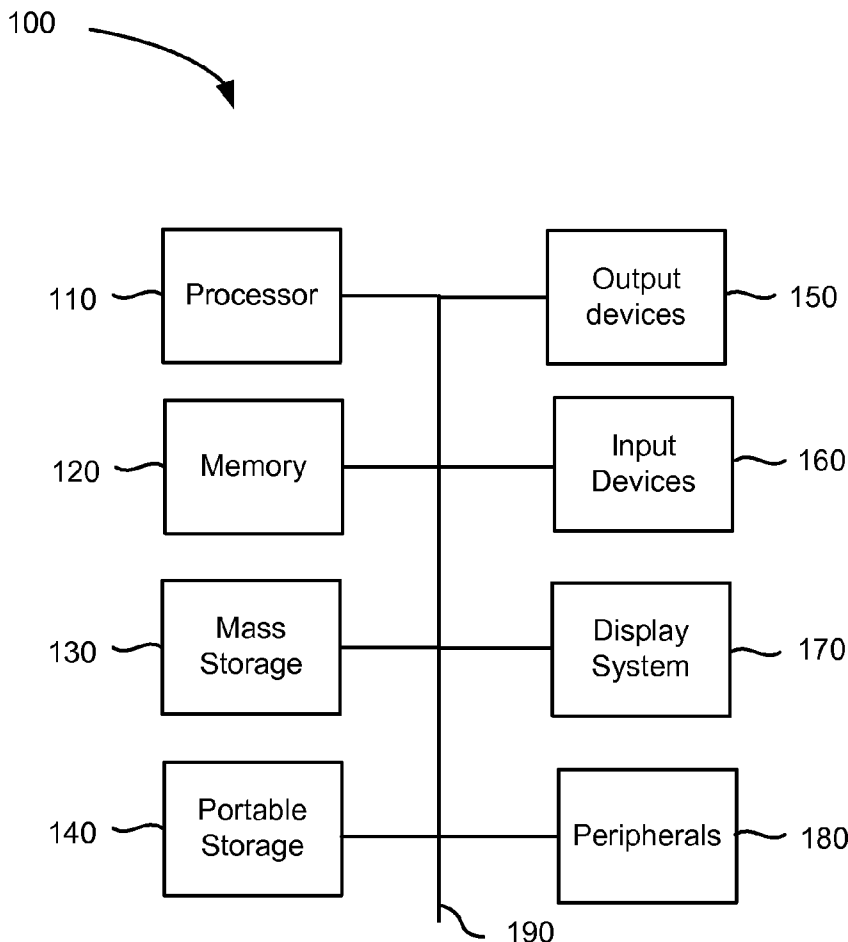 100
110
Processor
Output
devices
150
120
Memory
Input
Devices
160
130
Mass
Storage
Display
System
170
140
Portable
Storage
Peripherals
180
190